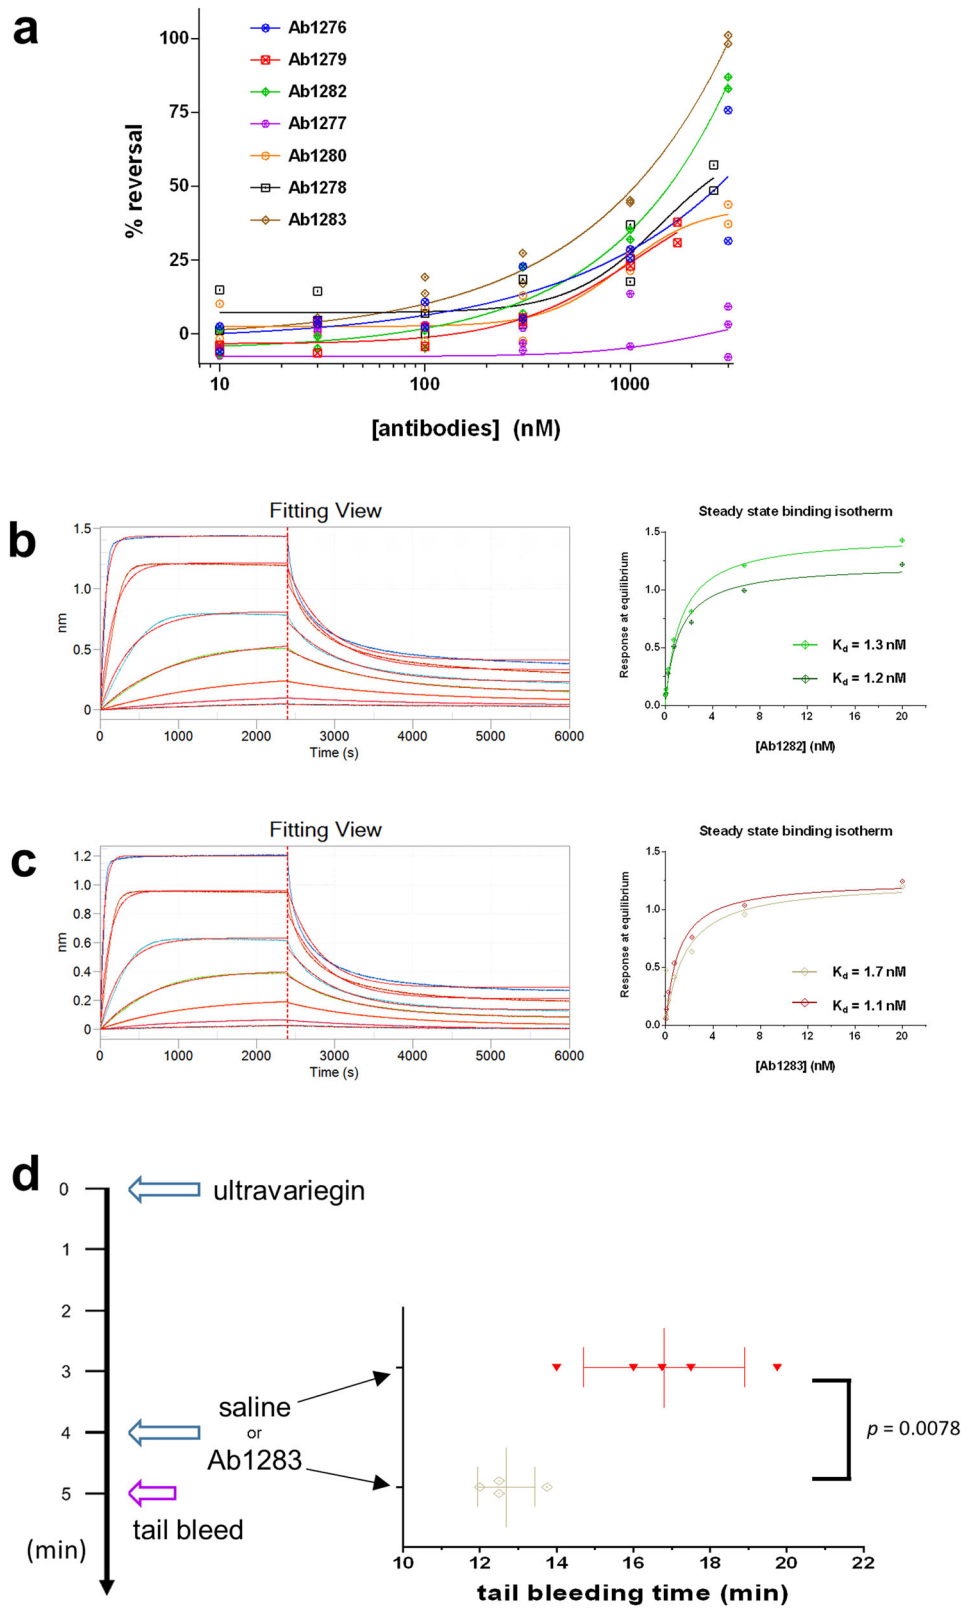 a
100
75
50
25
0
% reversal
Ab1276
Ab1279
Ab1282
Ab1277
Ab1280
Ab1278
Ab1283
10
100
1000
[antibodies] (nM)
b
Fitting View
1.5
1.0
0.5
0
nm
0
1000
2000
3000
4000
5000
6000
Time (s)
Steady state binding isotherm
1.5
1.0
0.5
0.0
Response at equilibrium
Kd = 1.3 nM
Kd = 1.2 nM
0
4
8
12
16
20
[Ab1282] (nM)
c
Fitting View
1.2
1.0
0.8
0.6
0.4
0.2
0
nm
0
1000
2000
3000
4000
5000
6000
Time (s)
Steady state binding isotherm
1.5
1.0
0.5
0.0
Response at equilibrium
Kd = 1.7 nM
Kd = 1.1 nM
0
4
8
12
16
20
[Ab1283] (nM)
d
0
ultravariegin
1
2
3
4
saline
or
Ab1283
5
tail bleed
(min)
p = 0.0078
10
12
14
16
18
20
22
tail bleeding time (min)